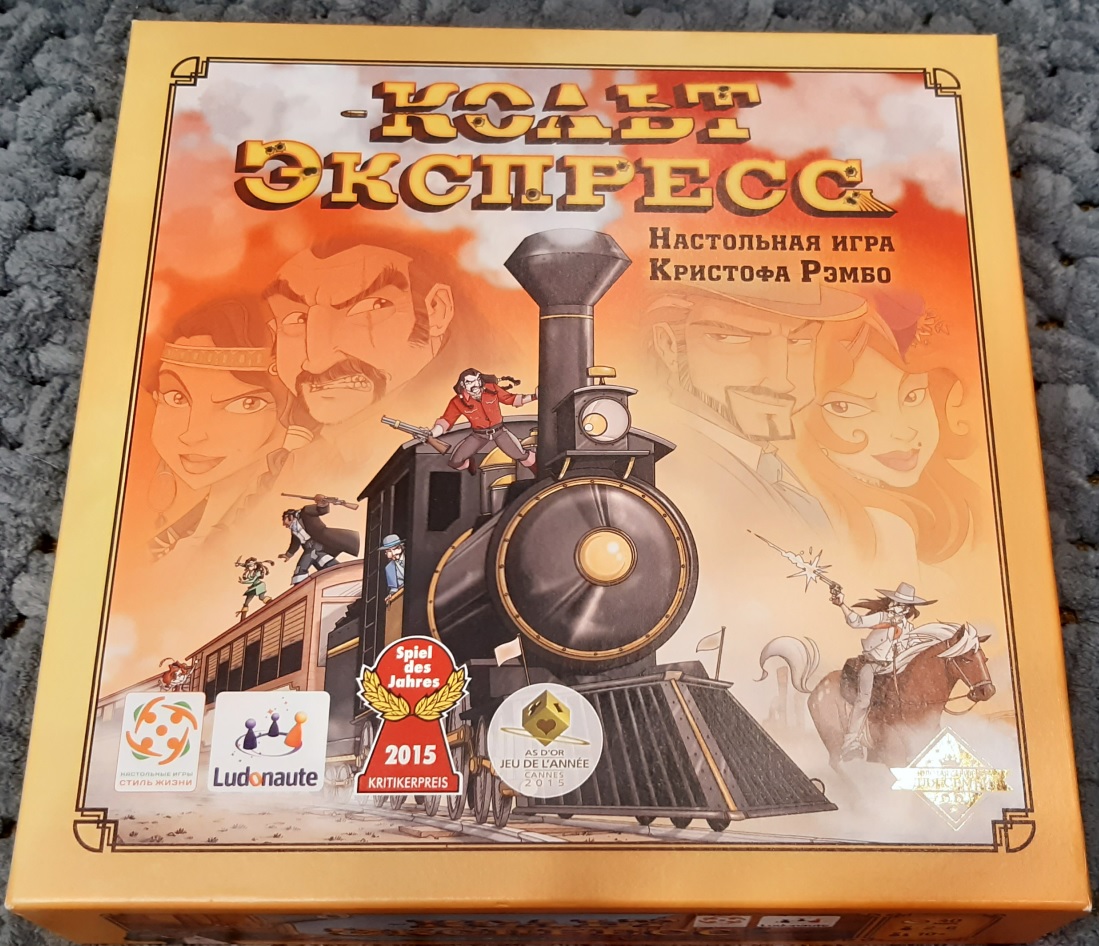 КОЛЬТ
ЭКСПРЕСС
НАСТОЛЬНАЯ ИГРА
КРИСТОФА РЭМБО
НАСТОЛЬНЫЕ ИГРЫ
СТИЛЬ ЖИЗНИ
Ludonaute
Spiel
des
Jahres
2015
KRITIKERPREIS
AS D'OR
JEU DE L'ANNÉE
CANNES
2015